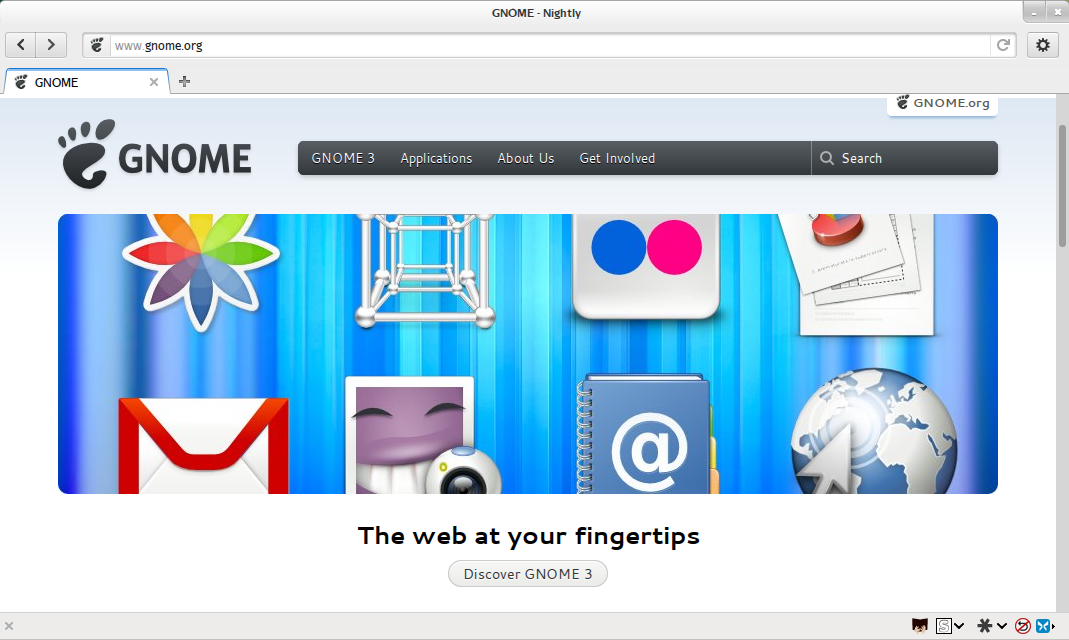 GNOME - Nightly
www.gnome.org
GNOME
GNOME.org
GNOME
GNOME 3 Applications About Us Get Involved Search
@
The web at your fingertips
Discover GNOME 3
S